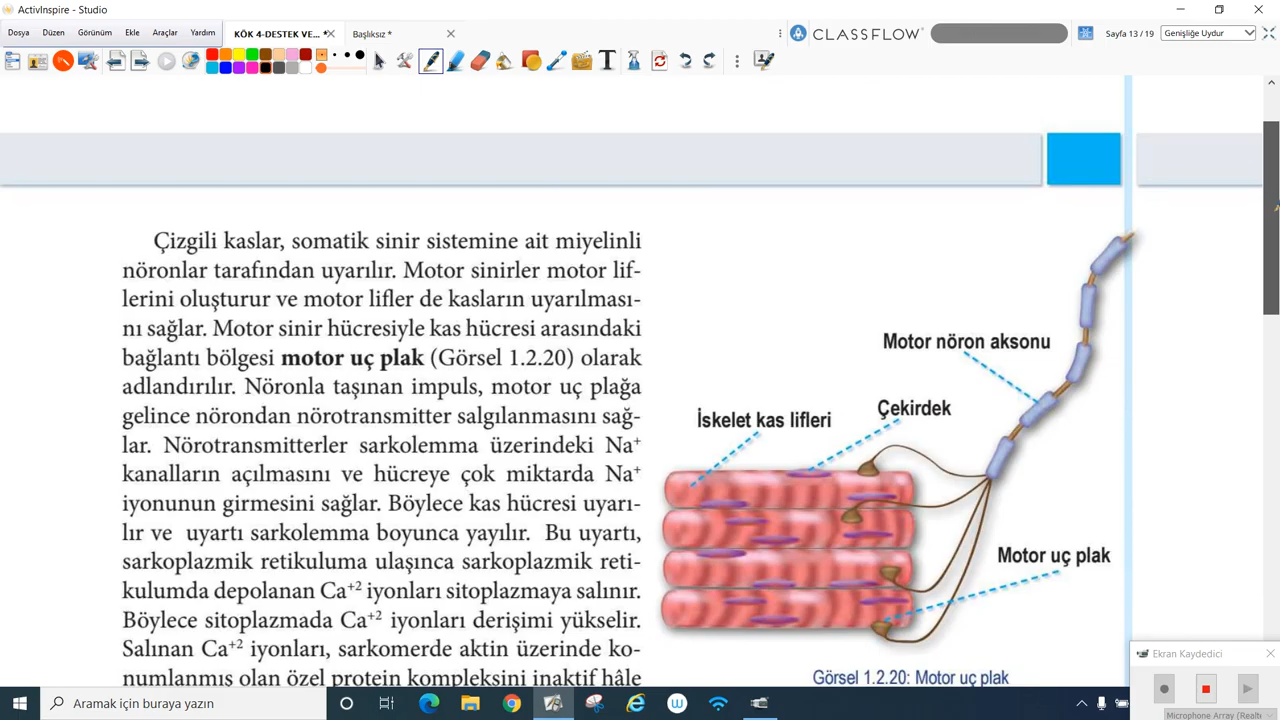 ActivInspire - Studio
Dosya Düzen Görünüm Ekle Araçlar Yardım
KÖK 4-DESTEK VE... *
Başlıksız *
CLASSFLOW
Sayfa 13 / 19
Genişliğe Uydur
Çizgili kaslar, somatik sinir sistemine ait miyelinli
nöronlar tarafından uyarılır. Motor sinirler motor lif-
lerini oluşturur ve motor lifler de kasların uyarılması-
nı sağlar. Motor sinir hücresiyle kas hücresi arasındaki
bağlantı bölgesi motor uç plak (Görsel 1.2.20) olarak
adlandırılır. Nöronla taşınan impuls, motor uç plağa
gelince nörondan nörotransmitter salgılanmasını sağ-
lar. Nörotransmitterler sarkolemma üzerindeki Na⁺
kanalların açılmasını ve hücreye çok miktarda Na⁺
iyonunun girmesini sağlar. Böylece kas hücresi uyarı-
lır ve uyartı sarkolemma boyunca yayılır. Bu uyartı,
sarkoplazmik retikuluma ulaşınca sarkoplazmik reti-
kulumda depolanan Ca⁺² iyonları sitoplazmaya salınır.
Böylece sitoplazmada Ca⁺² iyonları derişimi yükselir.
Salınan Ca⁺² iyonları, sarkomerde aktin üzerinde ko-
numlanmış olan özel protein kompleksini inaktif hâle
Motor nöron aksonu
Çekirdek
İskelet kas lifleri
Motor uç plak
Görsel 1.2.20: Motor uç plak
Ekran Kaydedici
Microphone Array (Realte
Aramak için buraya yazın